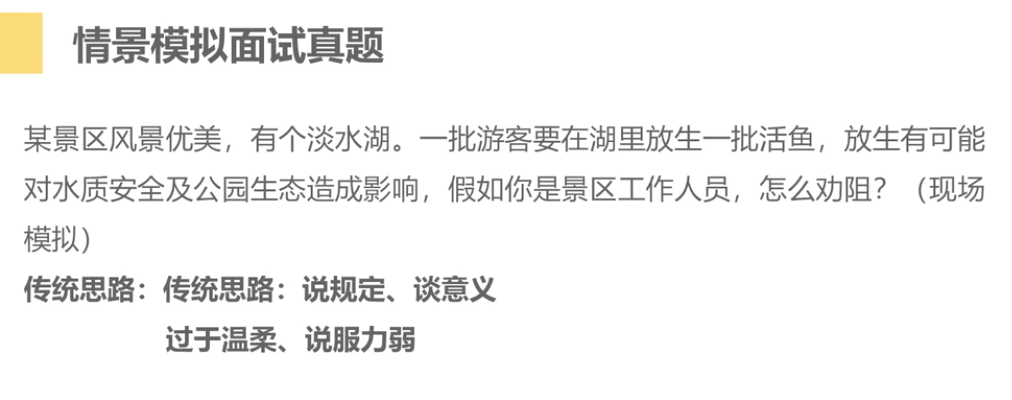 情景模拟面试真题
某景区风景优美，有个淡水湖。一批游客要在湖里放生一批活鱼，放生有可能
对水质安全及公园生态造成影响，假如你是景区工作人员，怎么劝阻？（现场
模拟）
传统思路：传统思路：说规定、谈意义
过于温柔、说服力弱